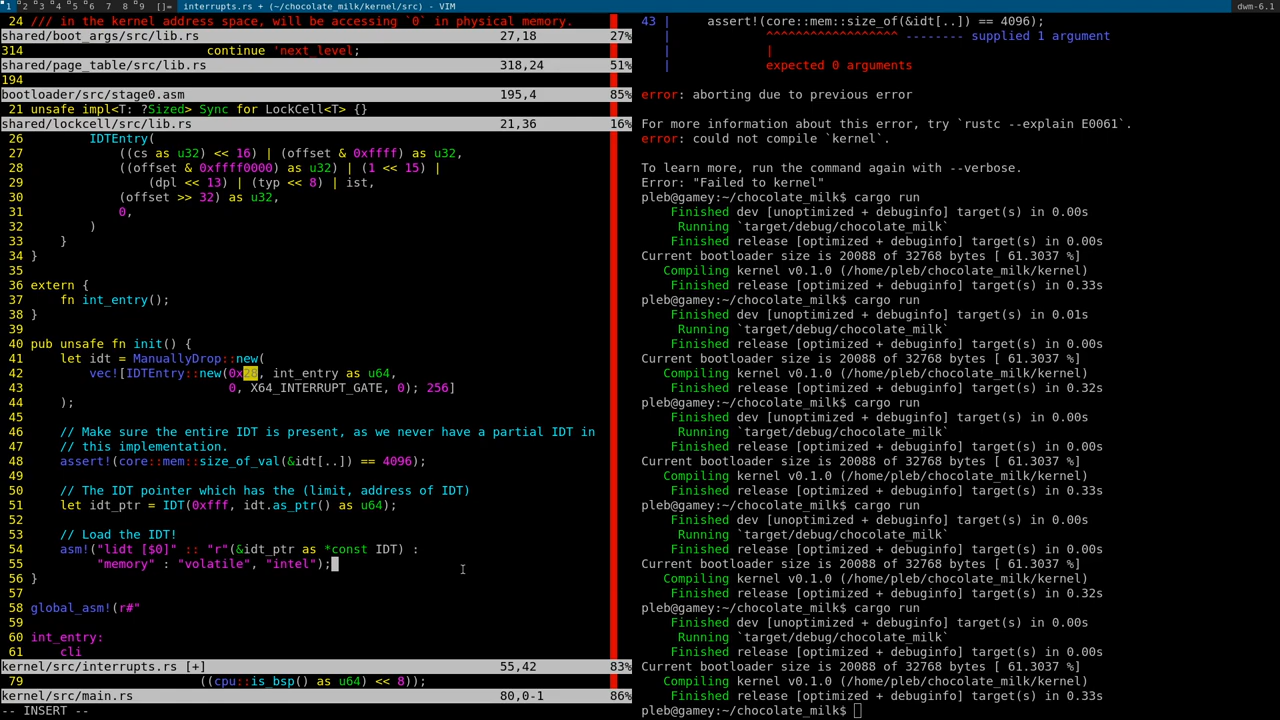 1 2 3 4 5 6 7 8 9 []= interrupts.rs + (~/chocolate_milk/kernel/src) - VIM dwm-6.1
24 /// in the kernel address space, will be accessing `0` in physical memory.
shared/boot_args/src/lib.rs 27,18 27%
314 continue 'next_level;
shared/page_table/src/lib.rs 318,24 51%
194
bootloader/src/stage0.asm 195,4 85%
21 unsafe impl<T: ?Sized> Sync for LockCell<T> {}
shared/lockcell/src/lib.rs 21,36 16%
26 IDTEntry(
27 ((cs as u32) << 16) | (offset & 0xffff) as u32,
28 ((offset & 0xffff0000) as u32) | (1 << 15) |
29 (dpl << 13) | (typ << 8) | ist,
30 (offset >> 32) as u32,
31 0,
32 )
33 }
34 }
35
36 extern {
37 fn int_entry();
38 }
39
40 pub unsafe fn init() {
41 let idt = ManuallyDrop::new(
42 vec![IDTEntry::new(0x28, int_entry as u64,
43 0, X64_INTERRUPT_GATE, 0); 256]
44 );
45
46 // Make sure the entire IDT is present, as we never have a partial IDT in
47 // this implementation.
48 assert!(core::mem::size_of_val(&idt[..]) == 4096);
49
50 // The IDT pointer which has the (limit, address of IDT)
51 let idt_ptr = IDT(0xfff, idt.as_ptr() as u64);
52
53 // Load the IDT!
54 asm!("lidt [$0]" :: "r"(&idt_ptr as *const IDT) :
55 "memory" : "volatile", "intel");
56 }
57
58 global_asm!(r#"
59
60 int_entry:
61 cli
kernel/src/interrupts.rs [+] 55,42 83%
79 ((cpu::is_bsp() as u64) << 8));
kernel/src/main.rs 80,0-1 86%
-- INSERT --
43 | assert!(core::mem::size_of(&idt[..]) == 4096);
| ^^^^^^^^^^^^^^^^^^ -------- supplied 1 argument
| |
| expected 0 arguments
error: aborting due to previous error
For more information about this error, try `rustc --explain E0061`.
error: could not compile `kernel`.
To learn more, run the command again with --verbose.
Error: "Failed to kernel"
pleb@gamey:~/chocolate_milk$ cargo run
Finished dev [unoptimized + debuginfo] target(s) in 0.00s
Running `target/debug/chocolate_milk`
Finished release [optimized + debuginfo] target(s) in 0.00s
Current bootloader size is 20088 of 32768 bytes [ 61.3037 %]
Compiling kernel v0.1.0 (/home/pleb/chocolate_milk/kernel)
Finished release [optimized + debuginfo] target(s) in 0.33s
pleb@gamey:~/chocolate_milk$ cargo run
Finished dev [unoptimized + debuginfo] target(s) in 0.01s
Running `target/debug/chocolate_milk`
Finished release [optimized + debuginfo] target(s) in 0.00s
Current bootloader size is 20088 of 32768 bytes [ 61.3037 %]
Compiling kernel v0.1.0 (/home/pleb/chocolate_milk/kernel)
Finished release [optimized + debuginfo] target(s) in 0.32s
pleb@gamey:~/chocolate_milk$ cargo run
Finished dev [unoptimized + debuginfo] target(s) in 0.00s
Running `target/debug/chocolate_milk`
Finished release [optimized + debuginfo] target(s) in 0.00s
Current bootloader size is 20088 of 32768 bytes [ 61.3037 %]
Compiling kernel v0.1.0 (/home/pleb/chocolate_milk/kernel)
Finished release [optimized + debuginfo] target(s) in 0.33s
pleb@gamey:~/chocolate_milk$ cargo run
Finished dev [unoptimized + debuginfo] target(s) in 0.00s
Running `target/debug/chocolate_milk`
Finished release [optimized + debuginfo] target(s) in 0.00s
Current bootloader size is 20088 of 32768 bytes [ 61.3037 %]
Compiling kernel v0.1.0 (/home/pleb/chocolate_milk/kernel)
Finished release [optimized + debuginfo] target(s) in 0.32s
pleb@gamey:~/chocolate_milk$ cargo run
Finished dev [unoptimized + debuginfo] target(s) in 0.00s
Running `target/debug/chocolate_milk`
Finished release [optimized + debuginfo] target(s) in 0.00s
Current bootloader size is 20088 of 32768 bytes [ 61.3037 %]
Compiling kernel v0.1.0 (/home/pleb/chocolate_milk/kernel)
Finished release [optimized + debuginfo] target(s) in 0.33s
pleb@gamey:~/chocolate_milk$